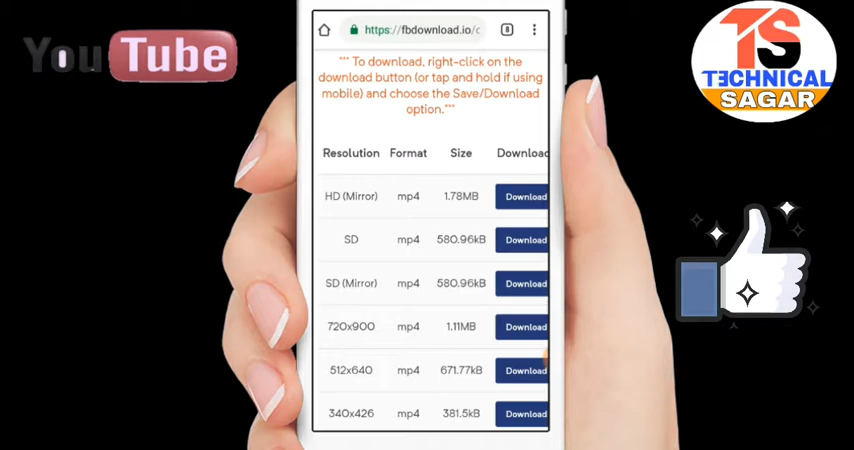 YouTube
https://fbdownload.io/
8
TS
TECHNICAL
SAGAR
*** To download, right-click on the
download button (or tap and hold if using
mobile) and choose the Save/Download
option.***
Resolution Format Size Download
HD (Mirror) mp4 1.78MB Download
SD mp4 580.96kB Download
SD (Mirror) mp4 580.96kB Download
720x900 mp4 1.11MB Download
512x640 mp4 671.77kB Download
340x426 mp4 381.5kB Download